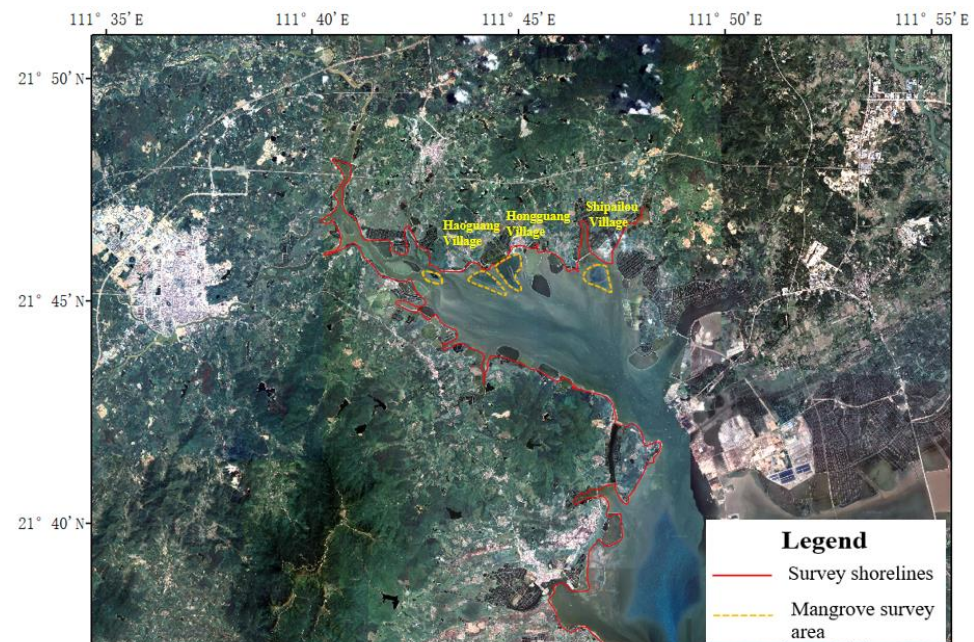 111° 35′ E 111° 40′ E 111° 45′ E 111° 50′ E 111° 55′ E
21° 50′ N
21° 45′ N
21° 40′ N
Haoguang
Village
Hongguang
Village
Shipailou
Village
Legend
Survey shorelines
Mangrove survey
area